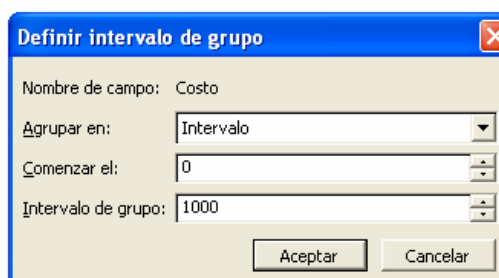 Definir intervalo de grupo
Nombre de campo: Costo
Agrupar en: Intervalo
Comenzar el: 0
Intervalo de grupo: 1000
Aceptar Cancelar